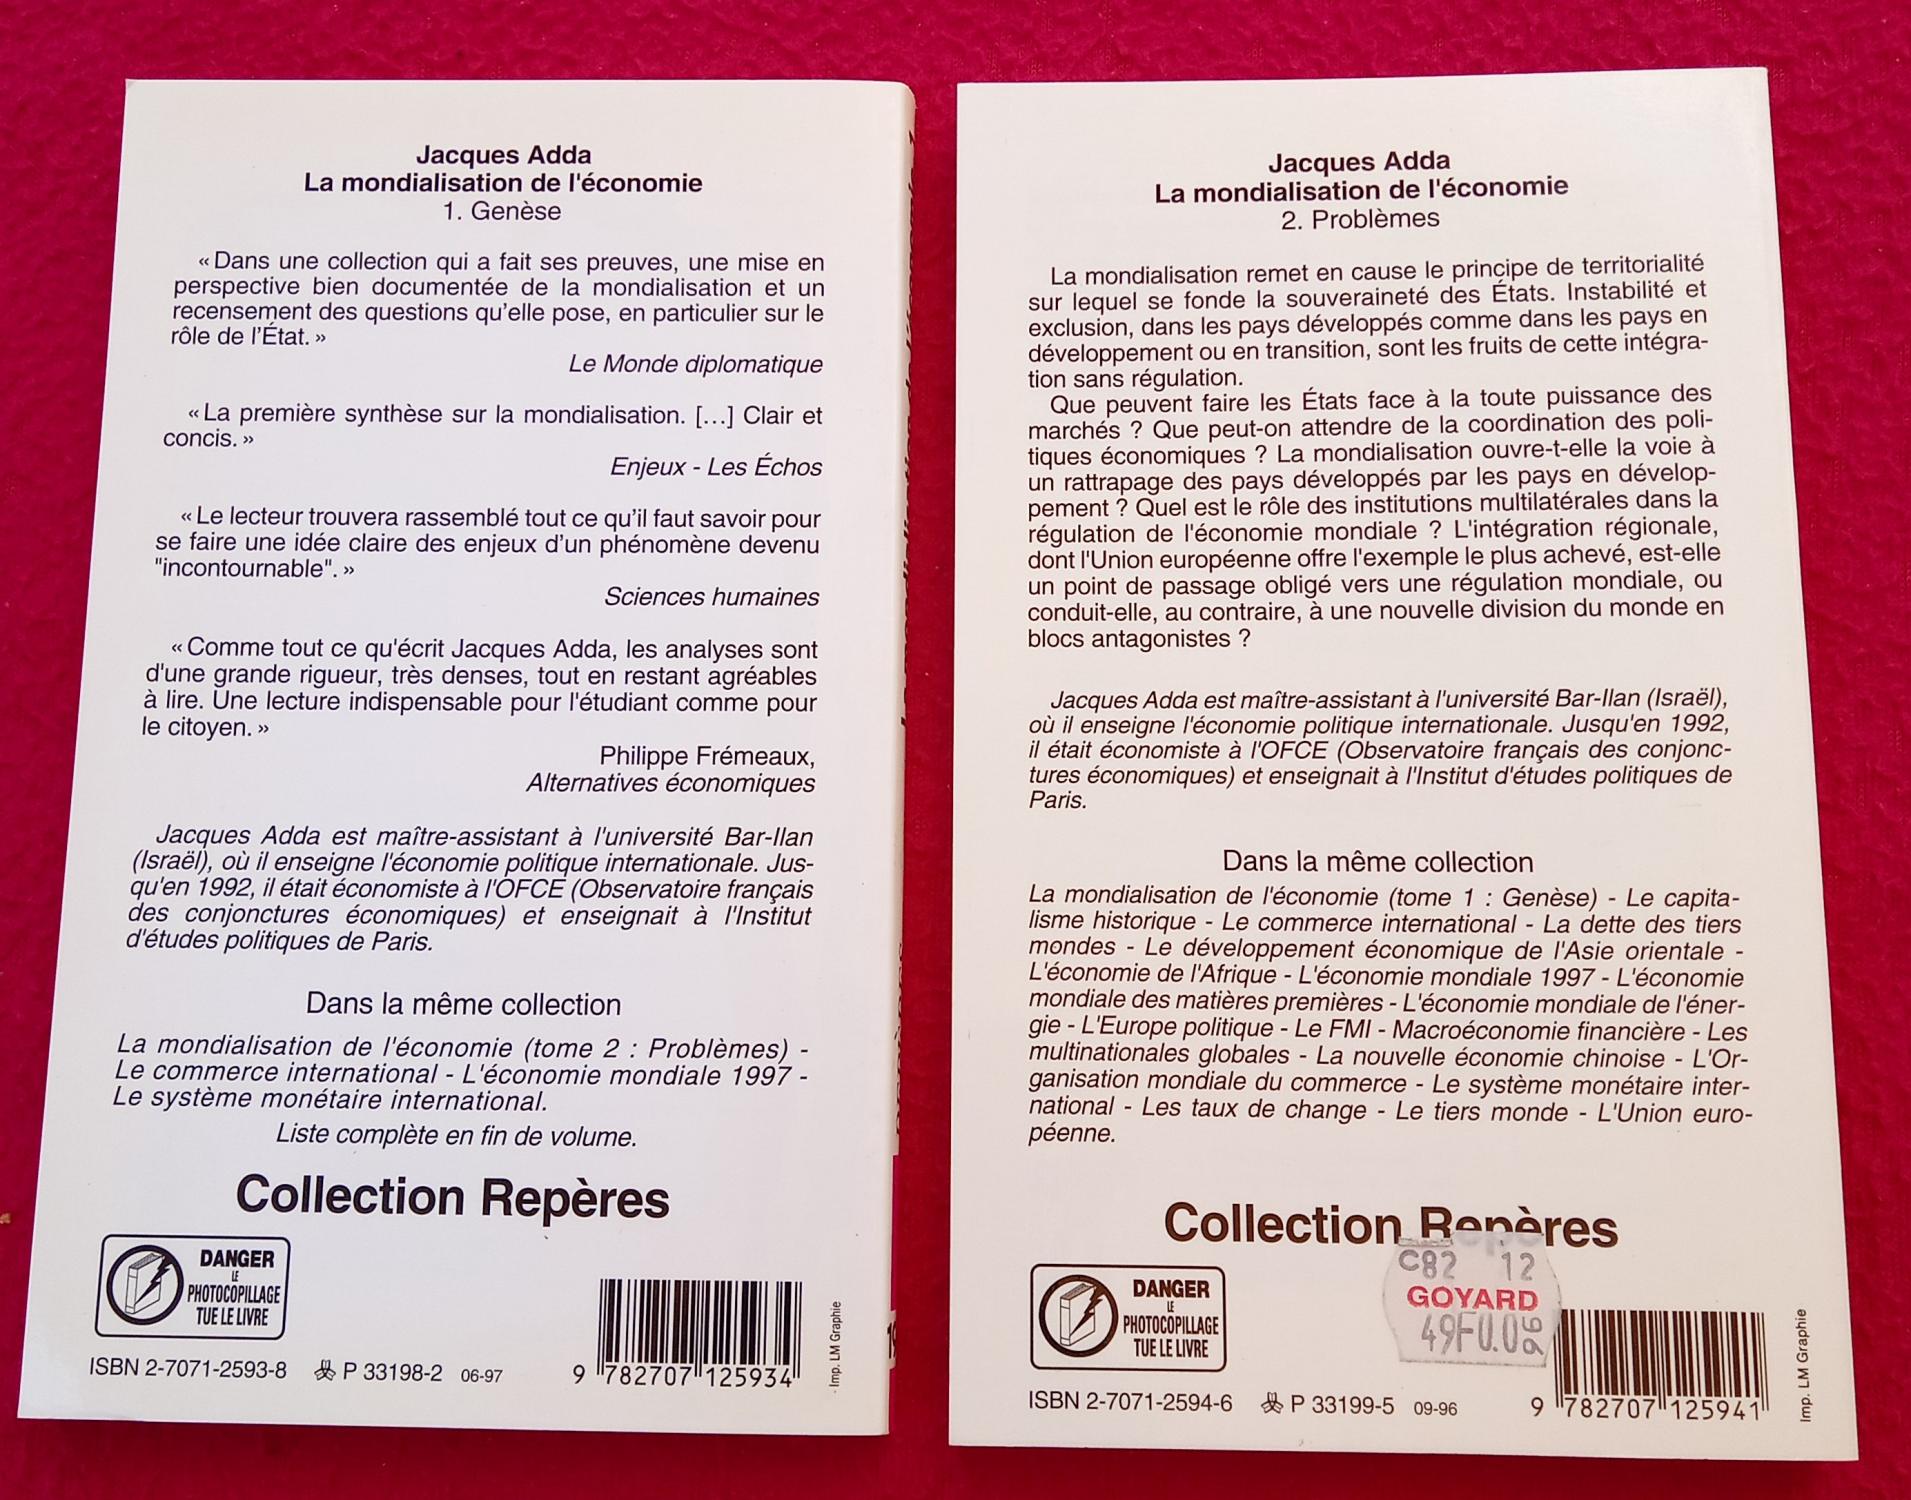 Jacques Adda
La mondialisation de l'économie
1. Genèse
« Dans une collection qui a fait ses preuves, une mise en
perspective bien documentée de la mondialisation et un
recensement des questions qu'elle pose, en particulier sur le
rôle de l'État. »
Le Monde diplomatique
« La première synthèse sur la mondialisation. [...] Clair et
concis. »
Enjeux - Les Échos
« Le lecteur trouvera rassemblé tout ce qu'il faut savoir pour
se faire une idée claire des enjeux d'un phénomène devenu
"incontournable". »
Sciences humaines
« Comme tout ce qu'écrit Jacques Adda, les analyses sont
d'une grande rigueur, très denses, tout en restant agréables
à lire. Une lecture indispensable pour l'étudiant comme pour
le citoyen. »
Philippe Frémeaux,
Alternatives économiques
Jacques Adda est maître-assistant à l'université Bar-Ilan
(Israël), où il enseigne l'économie politique internationale. Jus-
qu'en 1992, il était économiste à l'OFCE (Observatoire français
des conjonctures économiques) et enseignait à l'Institut
d'études politiques de Paris.
Dans la même collection
La mondialisation de l'économie (tome 2 : Problèmes) -
Le commerce international - L'économie mondiale 1997 -
Le système monétaire international.
Liste complète en fin de volume.
Collection Repères
DANGER
LE
PHOTOCOPILLAGE
TUE LE LIVRE
ISBN 2-7071-2593-8 P 33198-2 06-97
9 782707 125934
Imp. LM Graphie
Jacques Adda
La mondialisation de l'économie
2. Problèmes
La mondialisation remet en cause le principe de territorialité
sur lequel se fonde la souveraineté des États. Instabilité et
exclusion, dans les pays développés comme dans les pays en
développement ou en transition, sont les fruits de cette intégra-
tion sans régulation.
Que peuvent faire les États face à la toute puissance des
marchés ? Que peut-on attendre de la coordination des poli-
tiques économiques ? La mondialisation ouvre-t-elle la voie à
un rattrapage des pays développés par les pays en dévelop-
pement ? Quel est le rôle des institutions multilatérales dans la
régulation de l'économie mondiale ? L'intégration régionale,
dont l'Union européenne offre l'exemple le plus achevé, est-elle
un point de passage obligé vers une régulation mondiale, ou
conduit-elle, au contraire, à une nouvelle division du monde en
blocs antagonistes ?
Jacques Adda est maître-assistant à l'université Bar-Ilan (Israël),
où il enseigne l'économie politique internationale. Jusqu'en 1992,
il était économiste à l'OFCE (Observatoire français des conjonc-
tures économiques) et enseignait à l'Institut d'études politiques de
Paris.
Dans la même collection
La mondialisation de l'économie (tome 1 : Genèse) - Le capita-
lisme historique - Le commerce international - La dette des tiers
mondes - Le développement économique de l'Asie orientale -
L'économie de l'Afrique - L'économie mondiale 1997 - L'économie
mondiale des matières premières - L'économie mondiale de l'éner-
gie - L'Europe politique - Le FMI - Macroéconomie financière - Les
multinationales globales - La nouvelle économie chinoise - L'Or-
ganisation mondiale du commerce - Le système monétaire inter-
national - Les taux de change - Le tiers monde - L'Union euro-
péenne.
Collection Repères
C82 12
GOYARD
DANGER
LE
PHOTOCOPILLAGE
TUE LE LIVRE
ISBN 2-7071-2594-6 P 33199-5 09-96
9 782707 125941
Imp. LM Graphie